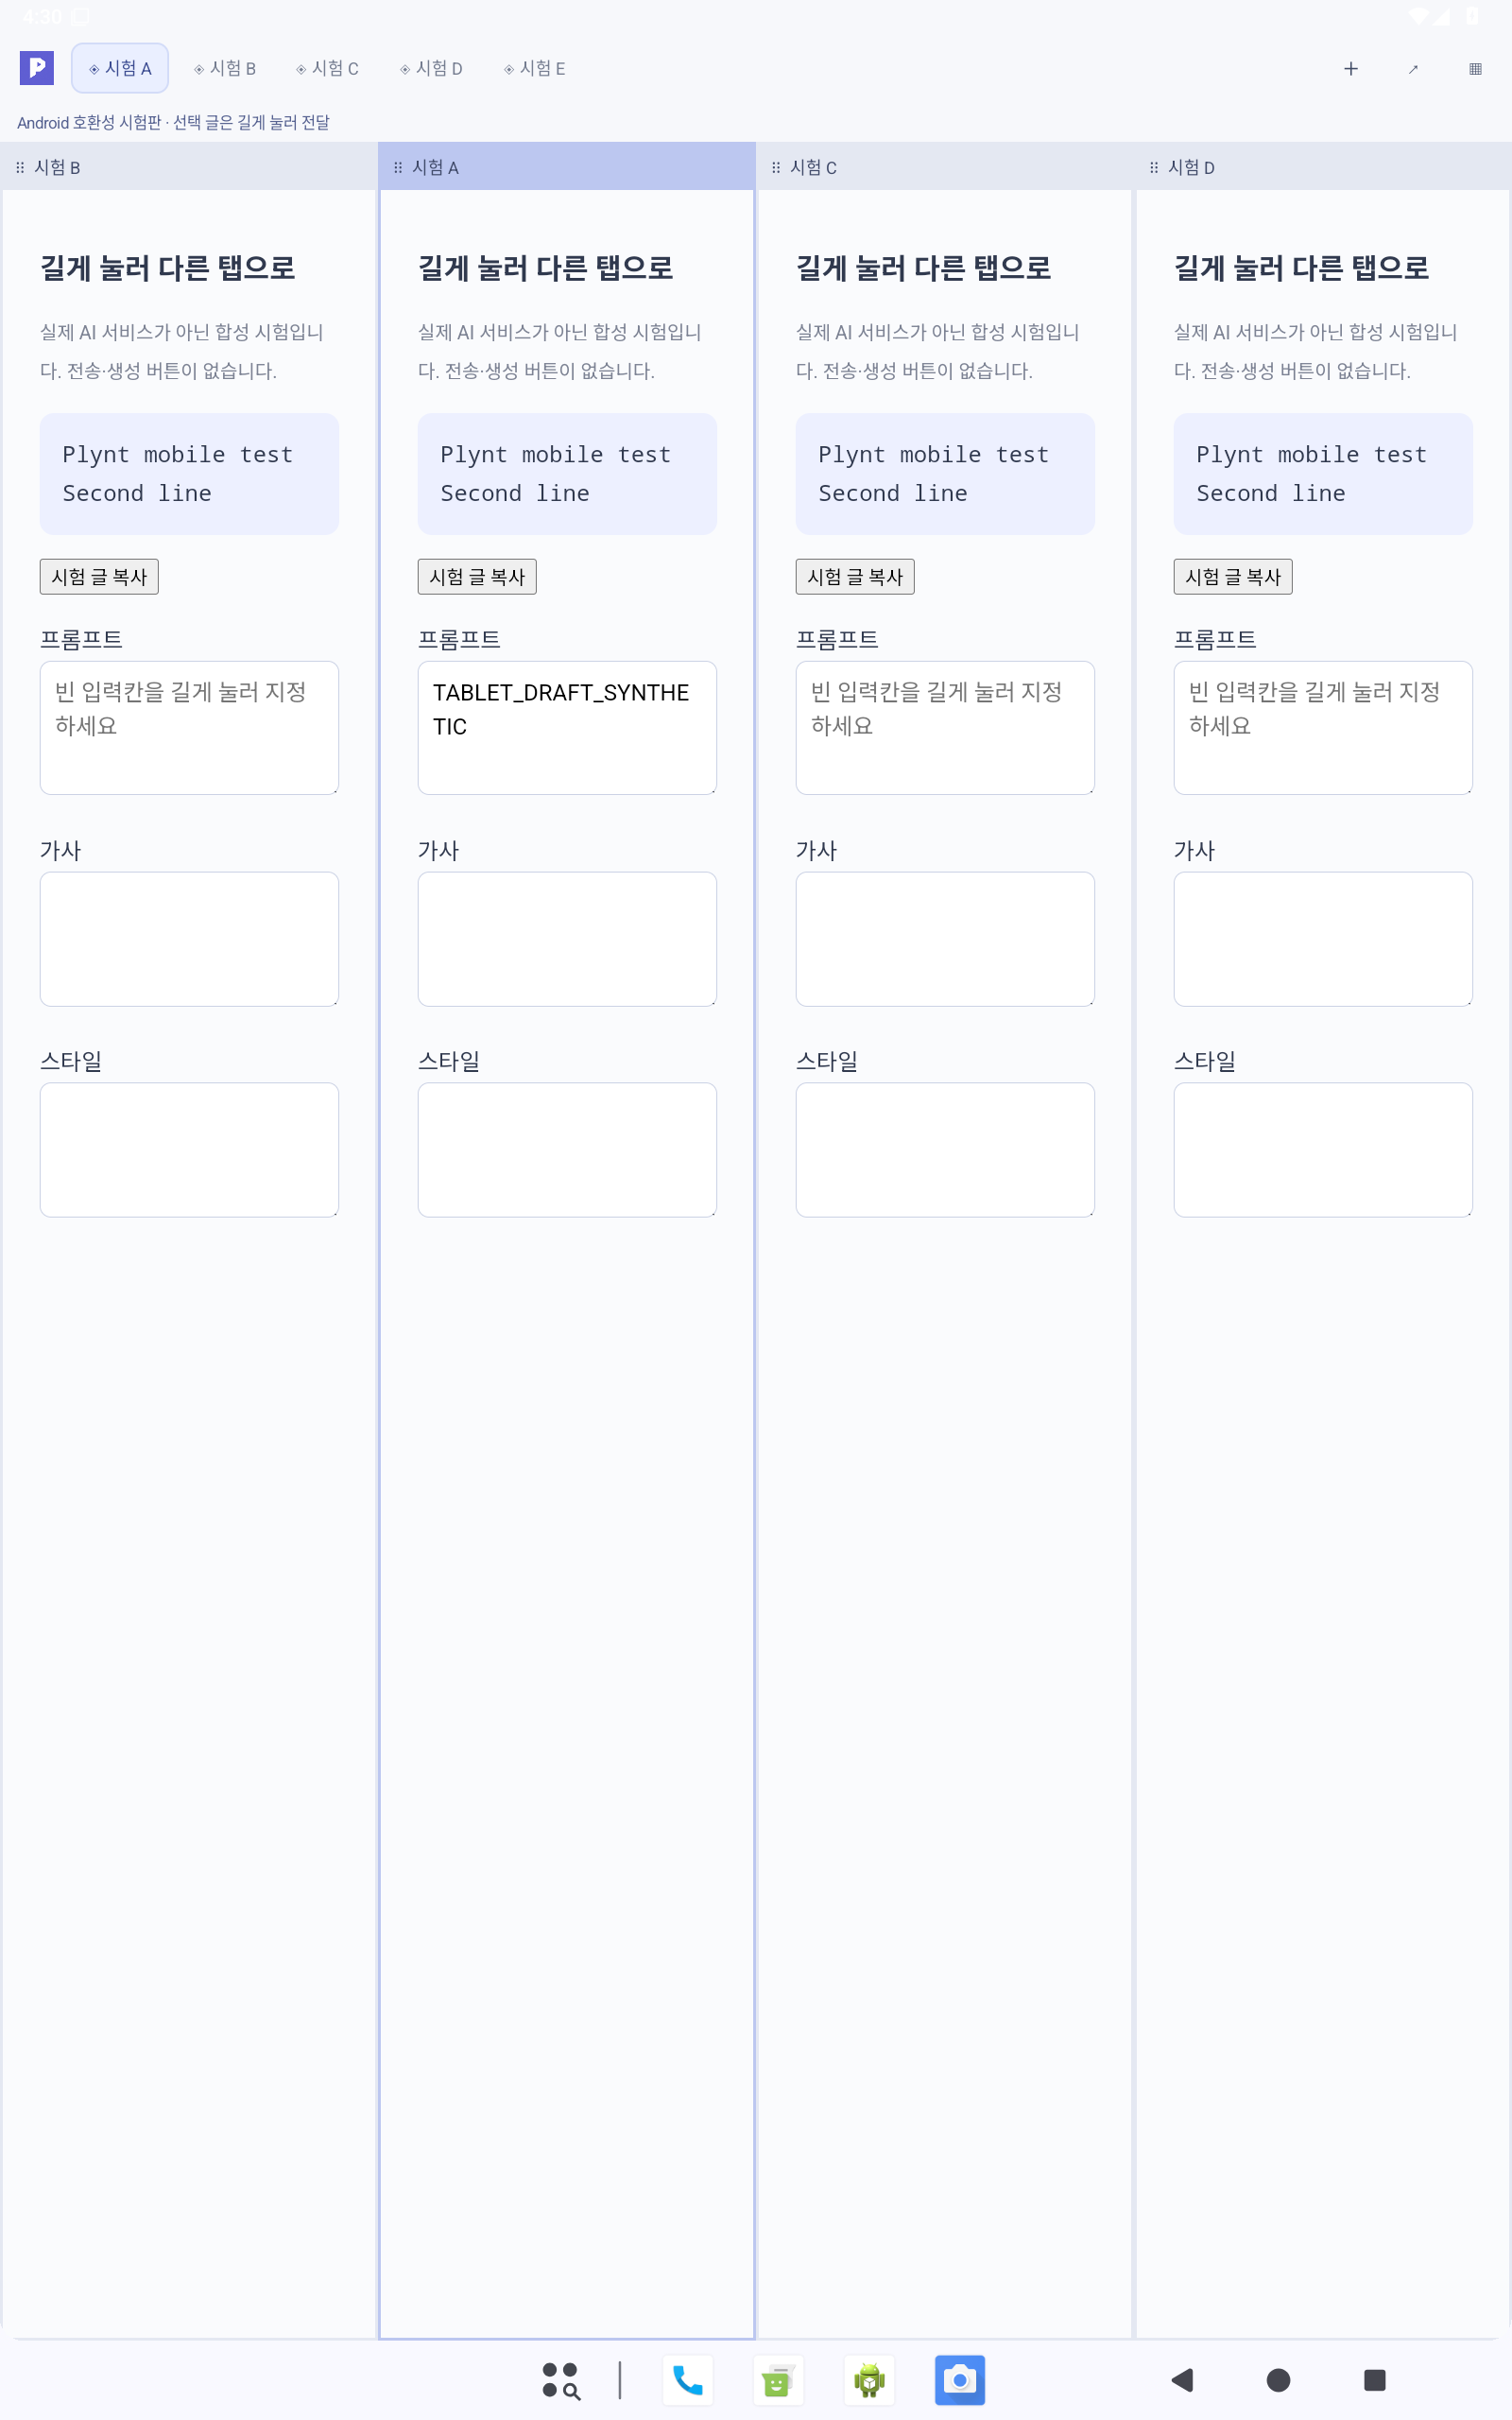 4:30
시험 A
시험 B
시험 C
시험 D
시험 E
Android 호환성 시험판 · 선택 글은 길게 눌러 전달
시험 B
길게 눌러 다른 탭으로
실제 AI 서비스가 아닌 합성 시험입니
다. 전송·생성 버튼이 없습니다.
Plynt mobile test
Second line
시험 글 복사
프롬프트
빈 입력칸을 길게 눌러 지정
하세요
가사
스타일
시험 A
길게 눌러 다른 탭으로
실제 AI 서비스가 아닌 합성 시험입니
다. 전송·생성 버튼이 없습니다.
Plynt mobile test
Second line
시험 글 복사
프롬프트
TABLET_DRAFT_SYNTHE
TIC
가사
스타일
시험 C
길게 눌러 다른 탭으로
실제 AI 서비스가 아닌 합성 시험입니
다. 전송·생성 버튼이 없습니다.
Plynt mobile test
Second line
시험 글 복사
프롬프트
빈 입력칸을 길게 눌러 지정
하세요
가사
스타일
시험 D
길게 눌러 다른 탭으로
실제 AI 서비스가 아닌 합성 시험입니
다. 전송·생성 버튼이 없습니다.
Plynt mobile test
Second line
시험 글 복사
프롬프트
빈 입력칸을 길게 눌러 지정
하세요
가사
스타일